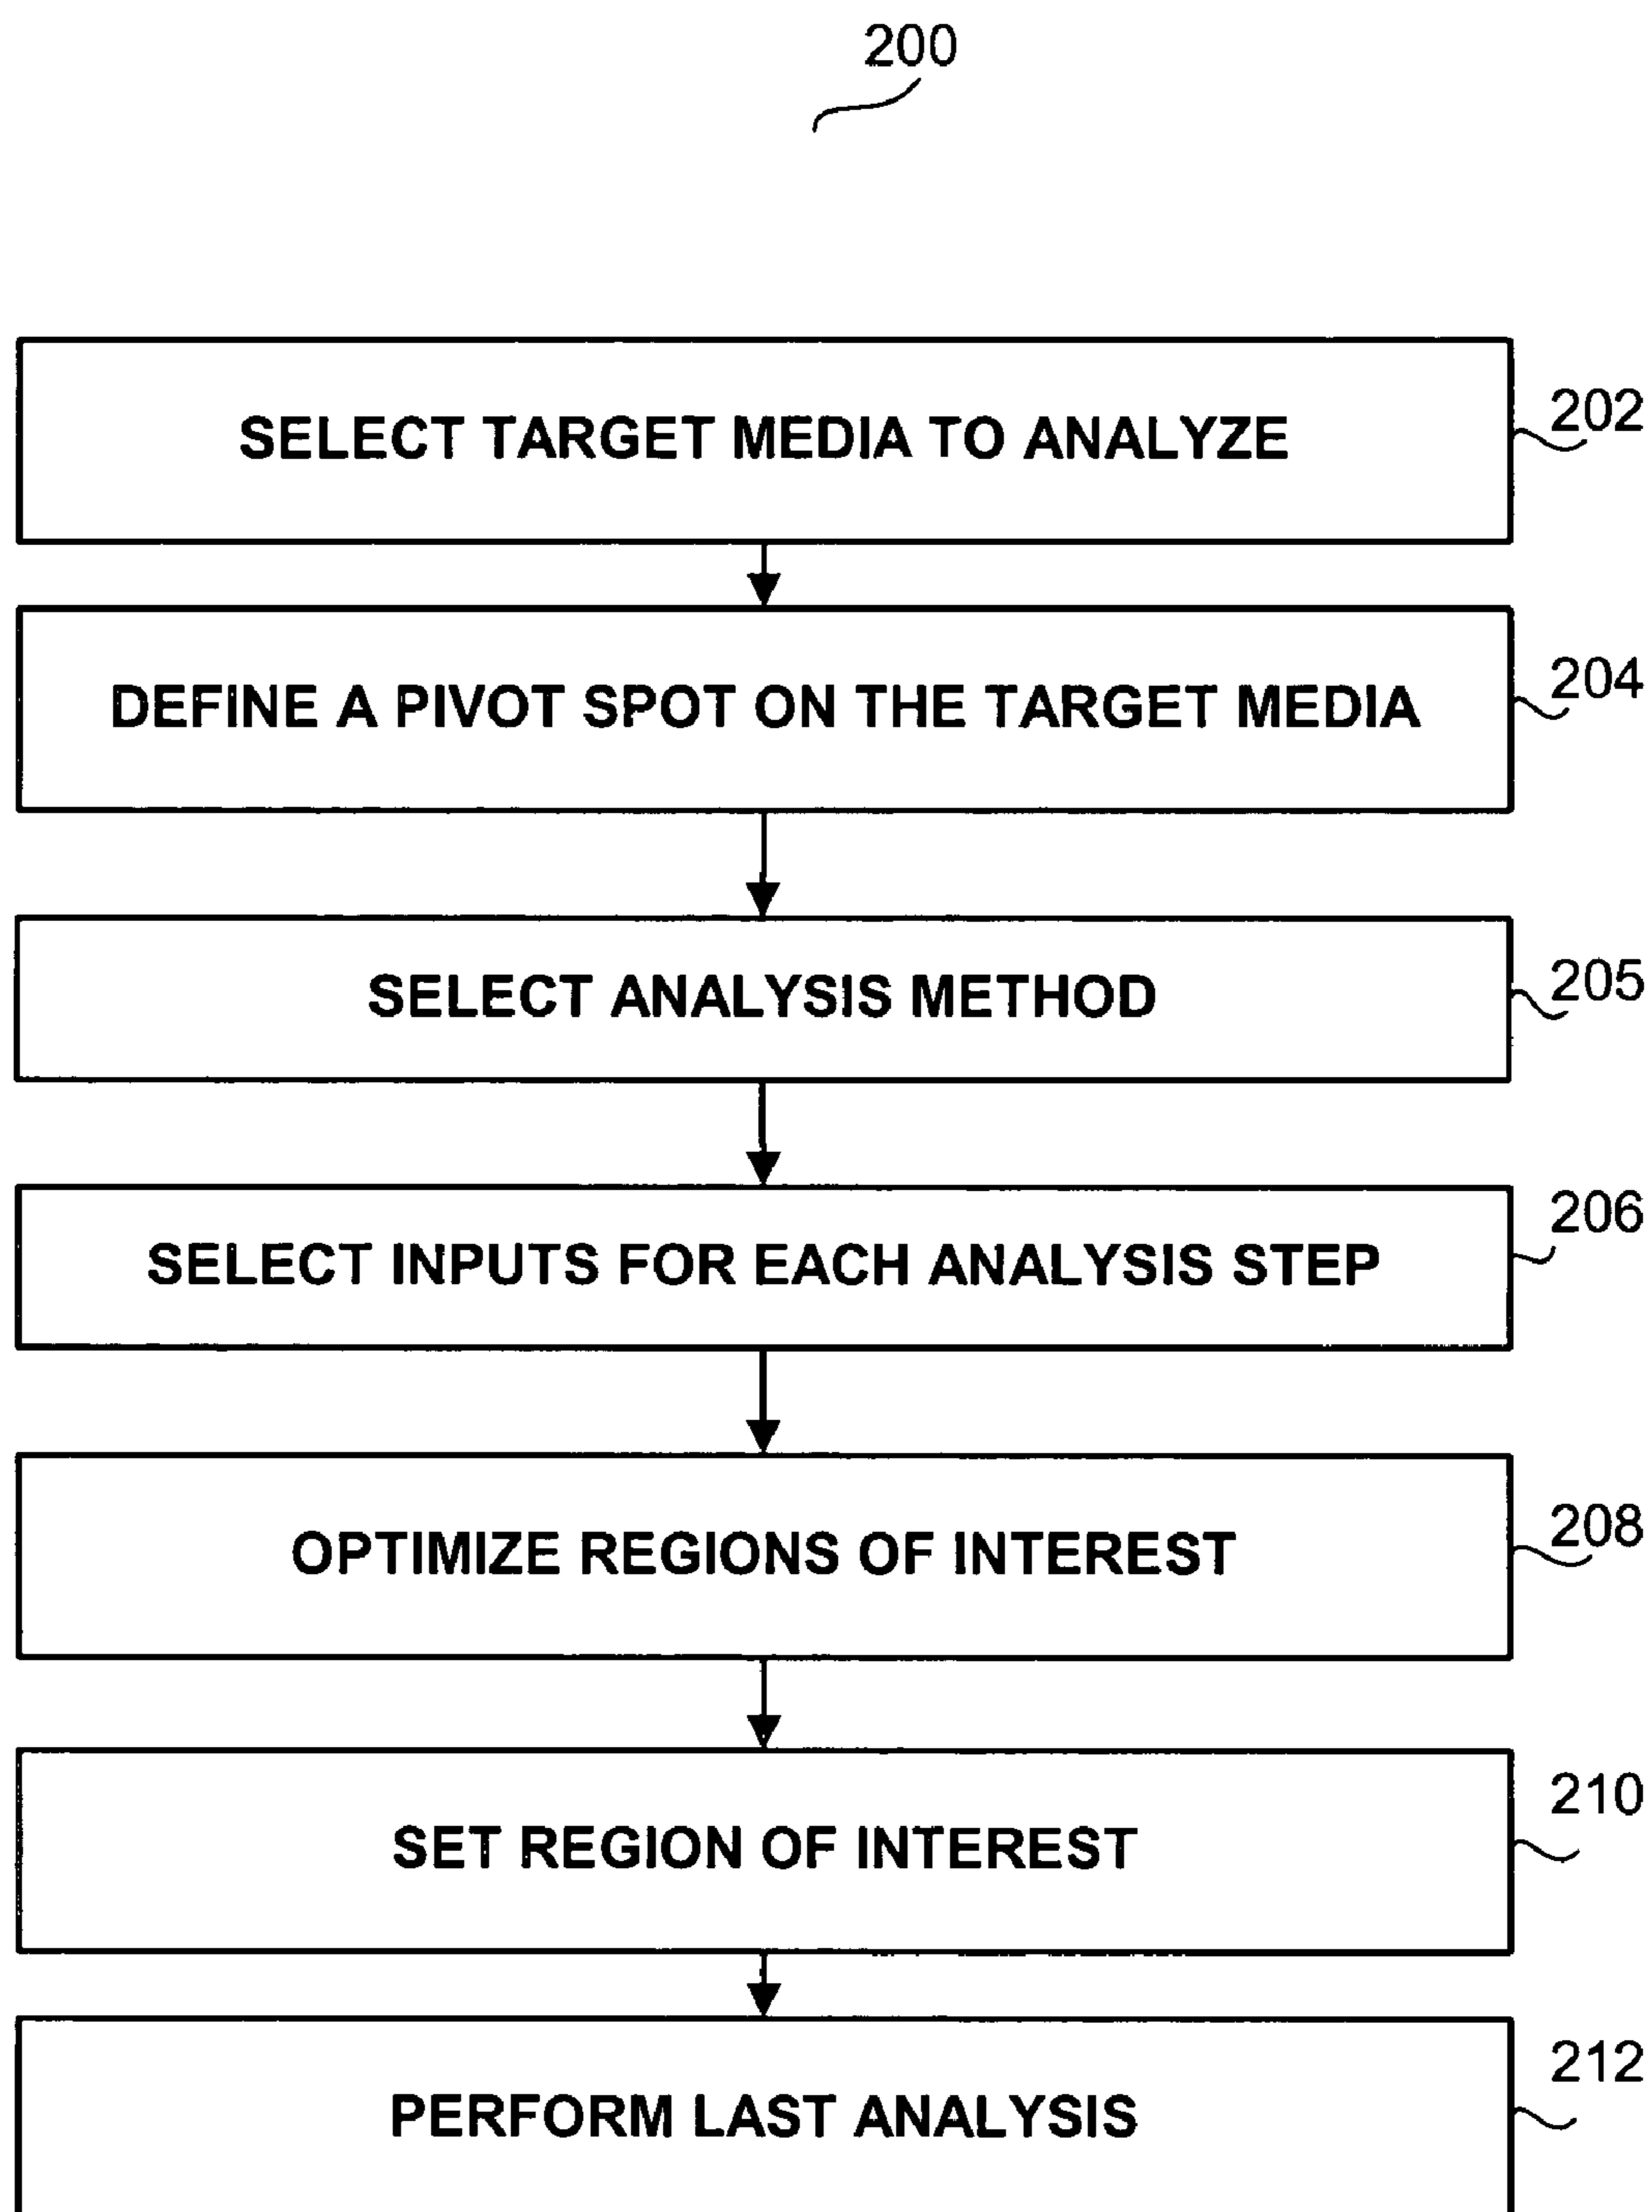 200
SELECT TARGET MEDIA TO ANALYZE
202
DEFINE A PIVOT SPOT ON THE TARGET MEDIA
204
SELECT ANALYSIS METHOD
205
SELECT INPUTS FOR EACH ANALYSIS STEP
206
OPTIMIZE REGIONS OF INTEREST
208
SET REGION OF INTEREST
210
PERFORM LAST ANALYSIS
212